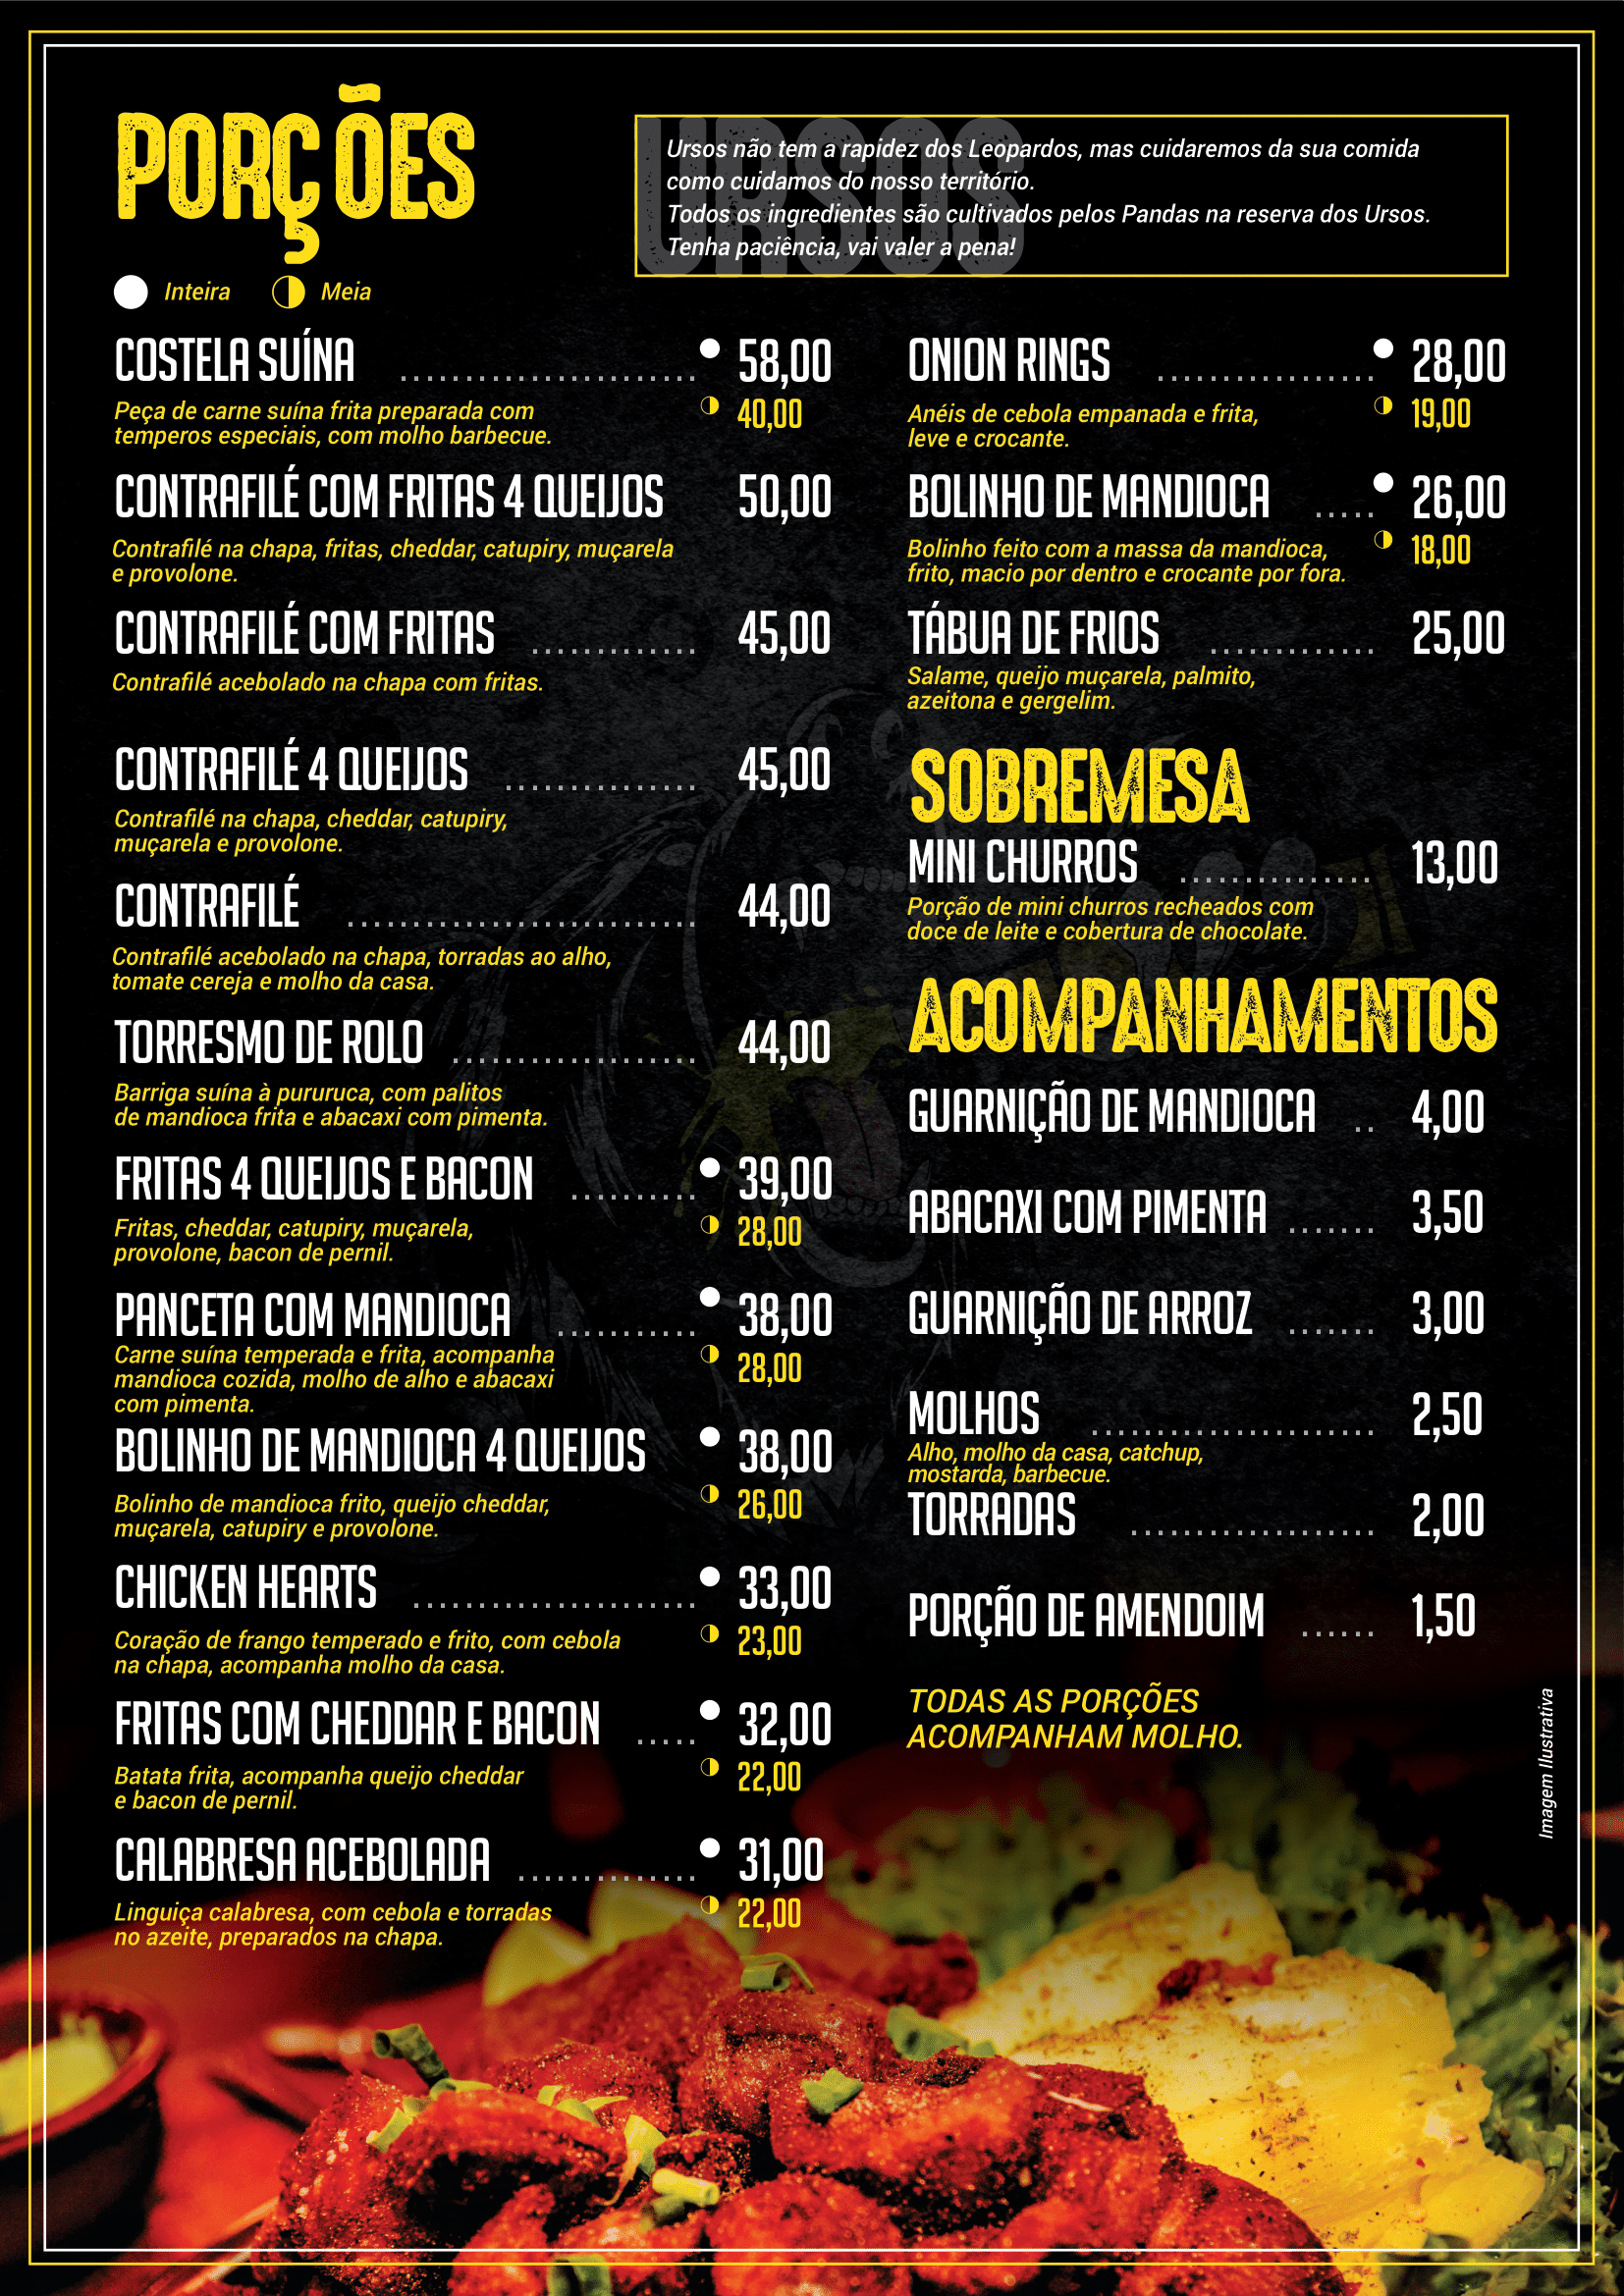 PORÇÕES
Inteira
Meia
URSOS
Ursos não tem a rapidez dos Leopardos, mas cuidaremos da sua comida
como cuidamos do nosso território.
Todos os ingredientes são cultivados pelos Pandas na reserva dos Ursos.
Tenha paciência, vai valer a pena!
COSTELA SUÍNA ....................... 58,00
40,00
Peça de carne suína frita preparada com
temperos especiais, com molho barbecue.
CONTRAFILÉ COM FRITAS 4 QUEIJOS 50,00
Contrafilé na chapa, fritas, cheddar, catupiry, muçarela
e provolone.
CONTRAFILÉ COM FRITAS ............. 45,00
Contrafilé acebolado na chapa com fritas.
CONTRAFILÉ 4 QUEIJOS ............... 45,00
Contrafilé na chapa, cheddar, catupiry,
muçarela e provolone.
CONTRAFILÉ ........................... 44,00
Contrafilé acebolado na chapa, torradas ao alho,
tomate cereja e molho da casa.
TORRESMO DE ROLO ................... 44,00
Barriga suína à pururuca, com palitos
de mandioca frita e abacaxi com pimenta.
FRITAS 4 QUEIJOS E BACON .......... 39,00
28,00
Fritas, cheddar, catupiry, muçarela,
provolone, bacon de pernil.
PANCETA COM MANDIOCA ........... 38,00
28,00
Carne suína temperada e frita, acompanha
mandioca cozida, molho de alho e abacaxi
com pimenta.
BOLINHO DE MANDIOCA 4 QUEIJOS 38,00
26,00
Bolinho de mandioca frito, queijo cheddar,
muçarela, catupiry e provolone.
CHICKEN HEARTS ...................... 33,00
23,00
Coração de frango temperado e frito, com cebola
na chapa, acompanha molho da casa.
FRITAS COM CHEDDAR E BACON ..... 32,00
22,00
Batata frita, acompanha queijo cheddar
e bacon de pernil.
CALABRESA ACEBOLADA .............. 31,00
22,00
Linguiça calabresa, com cebola e torradas
no azeite, preparados na chapa.
ONION RINGS ................. 28,00
19,00
Anéis de cebola empanada e frita,
leve e crocante.
BOLINHO DE MANDIOCA ..... 26,00
18,00
Bolinho feito com a massa da mandioca,
frito, macio por dentro e crocante por fora.
TÁBUA DE FRIOS ............. 25,00
Salame, queijo muçarela, palmito,
azeitona e gergelim.
SOBREMESA
MINI CHURROS ............... 13,00
Porção de mini churros recheados com
doce de leite e cobertura de chocolate.
ACOMPANHAMENTOS
GUARNIÇÃO DE MANDIOCA .. 4,00
ABACAXI COM PIMENTA ....... 3,50
GUARNIÇÃO DE ARROZ ....... 3,00
MOLHOS ...................... 2,50
Alho, molho da casa, catchup,
mostarda, barbecue.
TORRADAS ................... 2,00
PORÇÃO DE AMENDOIM ...... 1,50
TODAS AS PORÇÕES
ACOMPANHAM MOLHO.
Imagem Ilustrativa